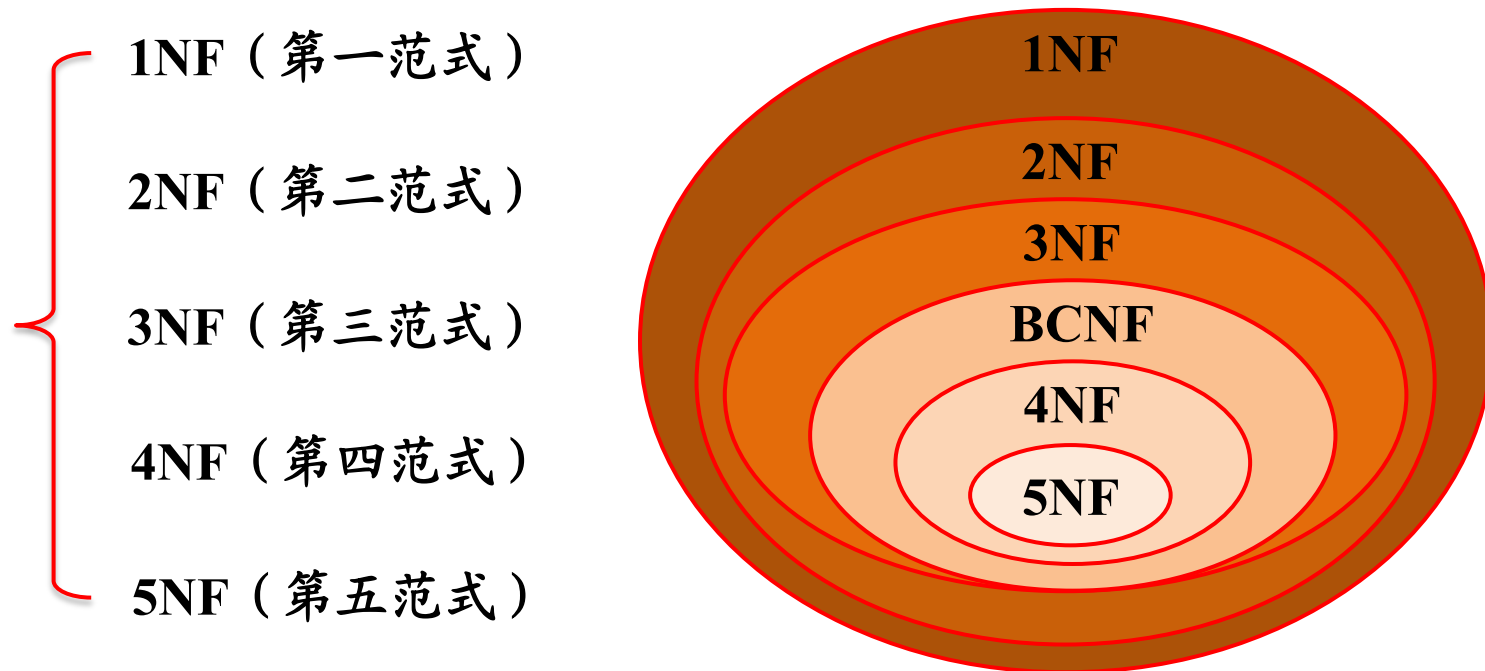 1NF（第一范式）
2NF（第二范式）
3NF（第三范式）
4NF（第四范式）
5NF（第五范式）
1NF
2NF
3NF
BCNF
4NF
5NF